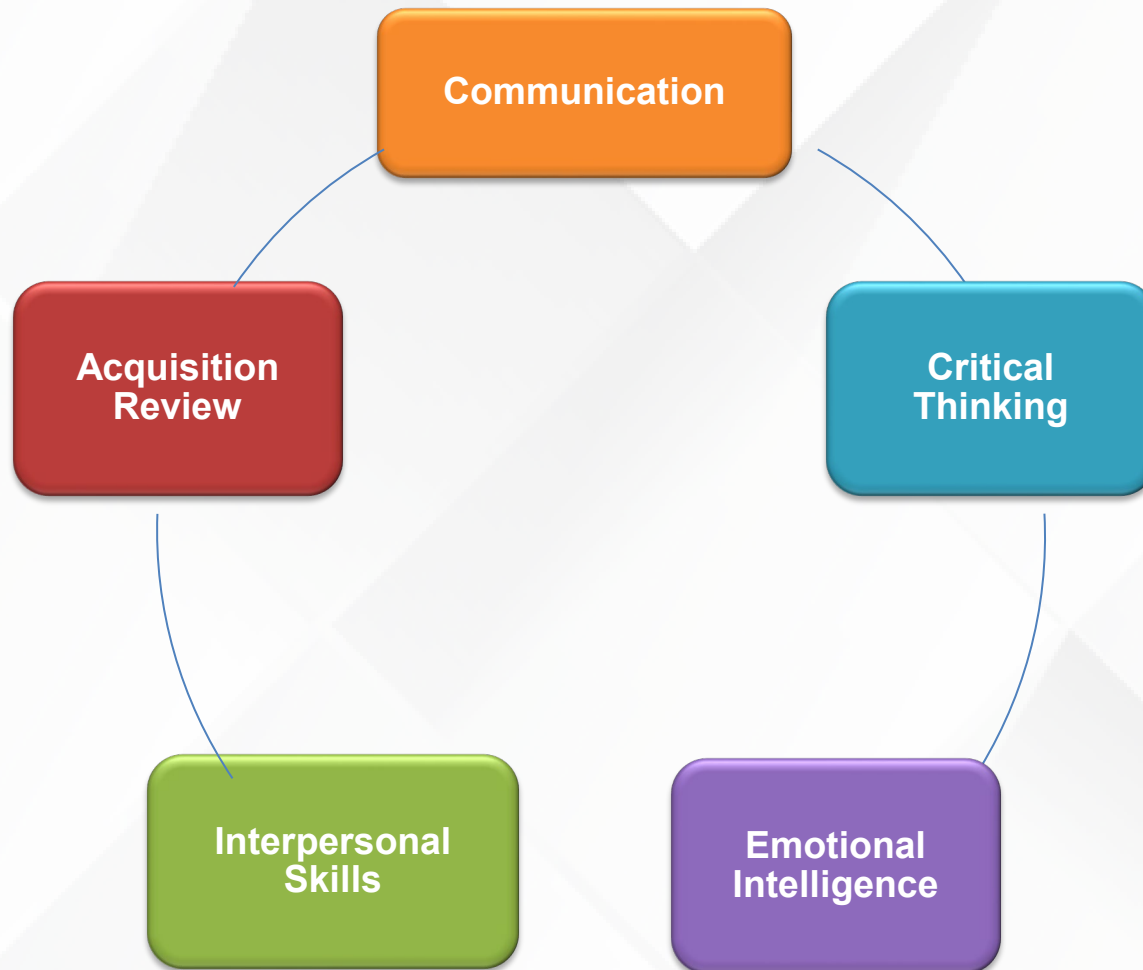 Communication
Acquisition
Review
Critical
Thinking
Interpersonal
Skills
Emotional
Intelligence